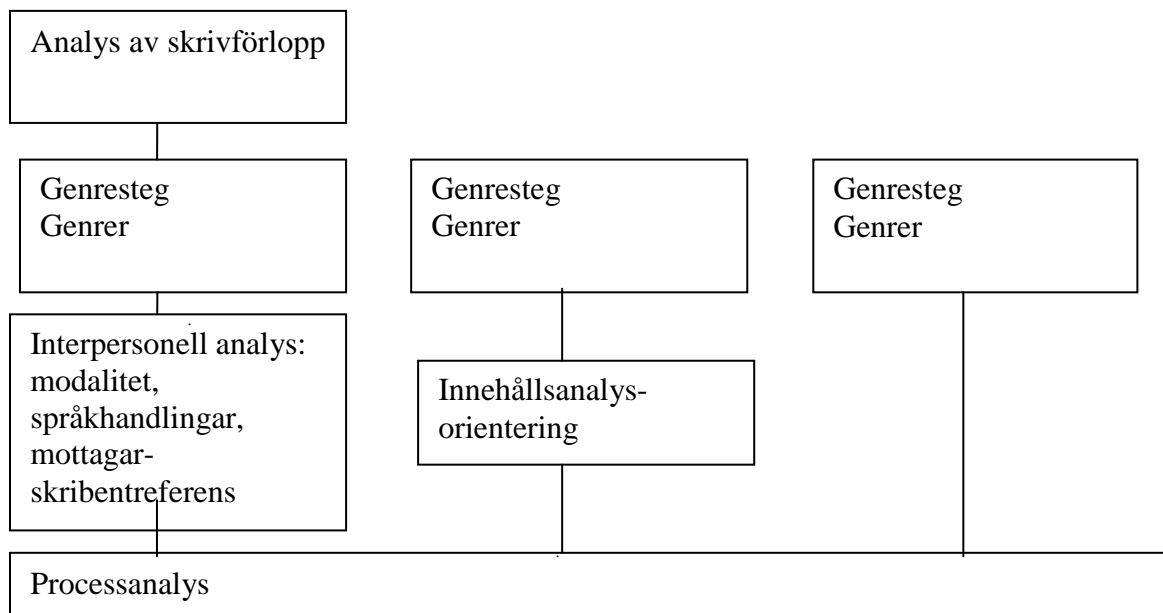 Analys av skrivförlopp
Genresteg
Genrer
Genresteg
Genrer
Genresteg
Genrer
Interpersonell analys:
modalitet,
språkhandlingar,
mottagar-
skribentreferens
Innehållsanalys-
orientering
Processanalys